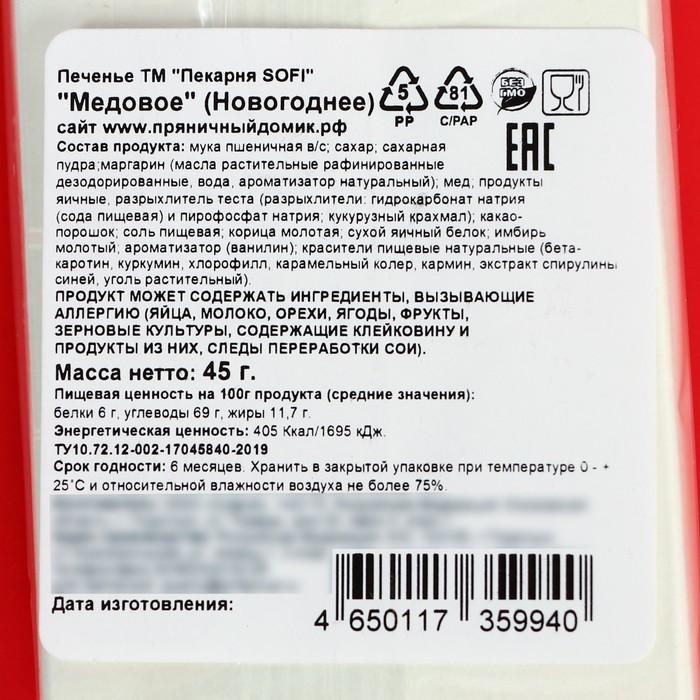 Печенье ТМ "Пекарня SOFI"
"Медовое" (Новогоднее)
сайт www.пряничныйдомик.рф
5
PP
81
C/PAP
БЕЗ
ГМО
EAC
Состав продукта: мука пшеничная в/с; сахар; сахарная
пудра;маргарин (масла растительные рафинированные
дезодорированные, вода, ароматизатор натуральный); мед; продукты
яичные, разрыхлитель теста (разрыхлители: гидрокарбонат натрия
(сода пищевая) и пирофосфат натрия; кукурузный крахмал); какао-
порошок; соль пищевая; корица молотая; сухой яичный белок; имбирь
молотый; ароматизатор (ванилин); красители пищевые натуральные (бета-
каротин, куркумин, хлорофилл, карамельный колер, кармин, экстракт спирулины
синей, уголь растительный).
ПРОДУКТ МОЖЕТ СОДЕРЖАТЬ ИНГРЕДИЕНТЫ, ВЫЗЫВАЮЩИЕ
АЛЛЕРГИЮ (ЯЙЦА, МОЛОКО, ОРЕХИ, ЯГОДЫ, ФРУКТЫ,
ЗЕРНОВЫЕ КУЛЬТУРЫ, СОДЕРЖАЩИЕ КЛЕЙКОВИНУ И
ПРОДУКТЫ ИЗ НИХ, СЛЕДЫ ПЕРЕРАБОТКИ СОИ).
Масса нетто: 45 г.
Пищевая ценность на 100г продукта (средние значения):
белки 6 г, углеводы 69 г, жиры 11,7 г.
Энергетическая ценность: 405 Ккал/1695 кДж.
ТУ10.72.12-002-17045840-2019
Срок годности: 6 месяцев. Хранить в закрытой упаковке при температуре 0 - +
25°С и относительной влажности воздуха не более 75%.
Дата изготовления:
4 650117 359940